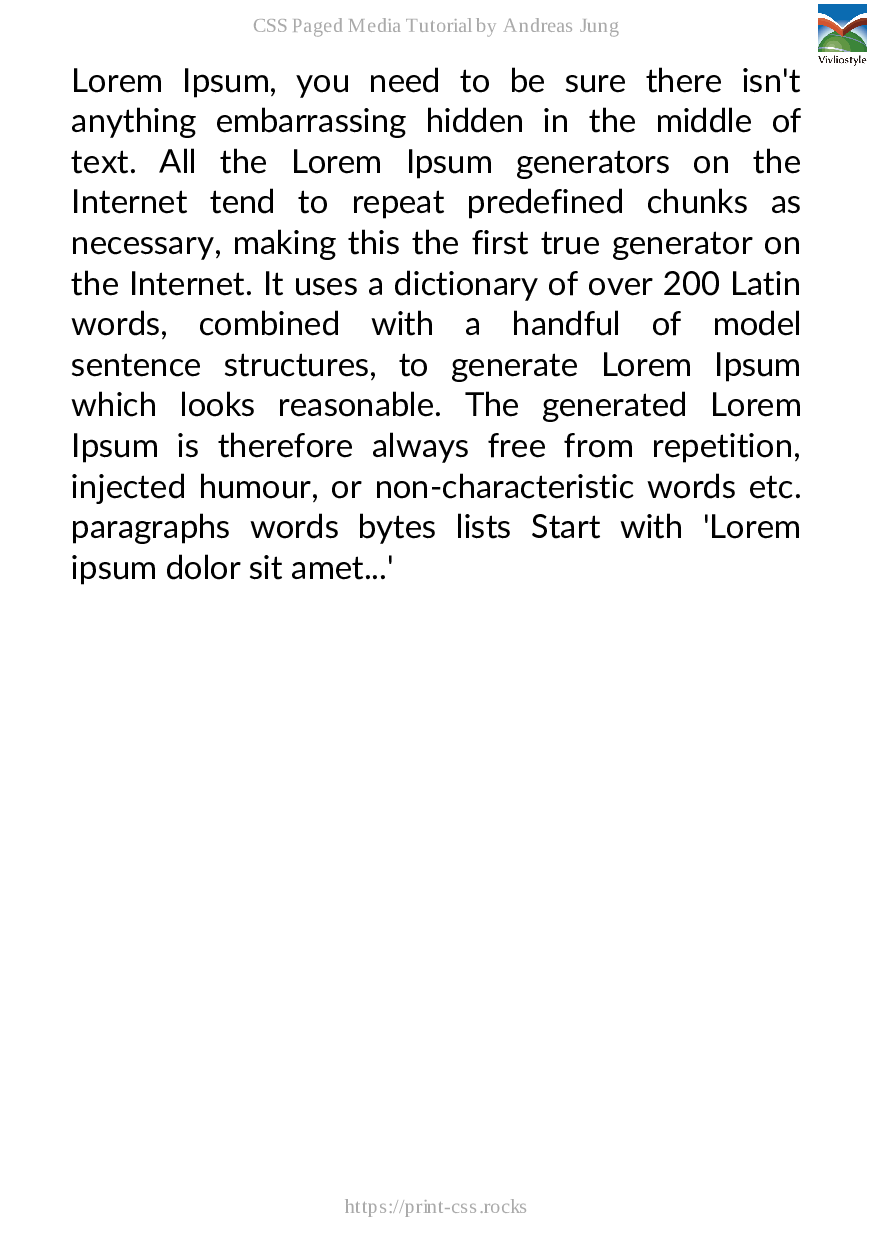 CSS Paged Media Tutorial by Andreas Jung
Vivliostyle
Lorem Ipsum, you need to be sure there isn't
anything embarrassing hidden in the middle of
text. All the Lorem Ipsum generators on the
Internet tend to repeat predefined chunks as
necessary, making this the first true generator on
the Internet. It uses a dictionary of over 200 Latin
words, combined with a handful of model
sentence structures, to generate Lorem Ipsum
which looks reasonable. The generated Lorem
Ipsum is therefore always free from repetition,
injected humour, or non-characteristic words etc.
paragraphs words bytes lists Start with 'Lorem
ipsum dolor sit amet...'
https://print-css.rocks